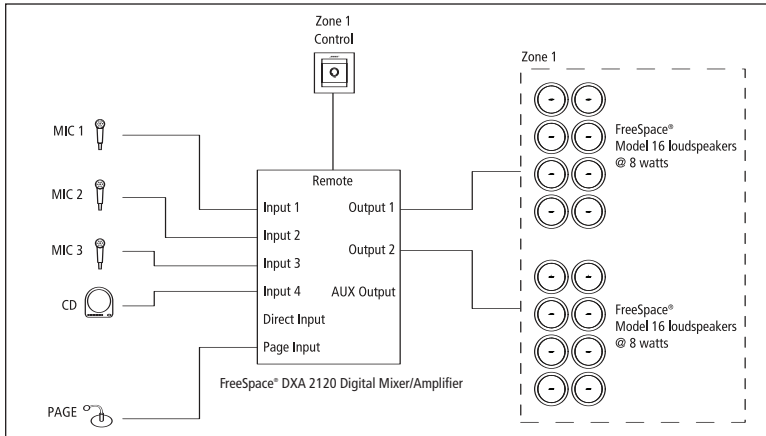 Zone 1
Control
Zone 1
MIC 1
MIC 2
MIC 3
CD
PAGE
Remote
Input 1
Output 1
Input 2
Output 2
Input 3
Input 4
AUX Output
Direct Input
Page Input
FreeSpace® DXA 2120 Digital Mixer/Amplifier
FreeSpace®
Model 16 loudspeakers
@ 8 watts
FreeSpace®
Model 16 loudspeakers
@ 8 watts